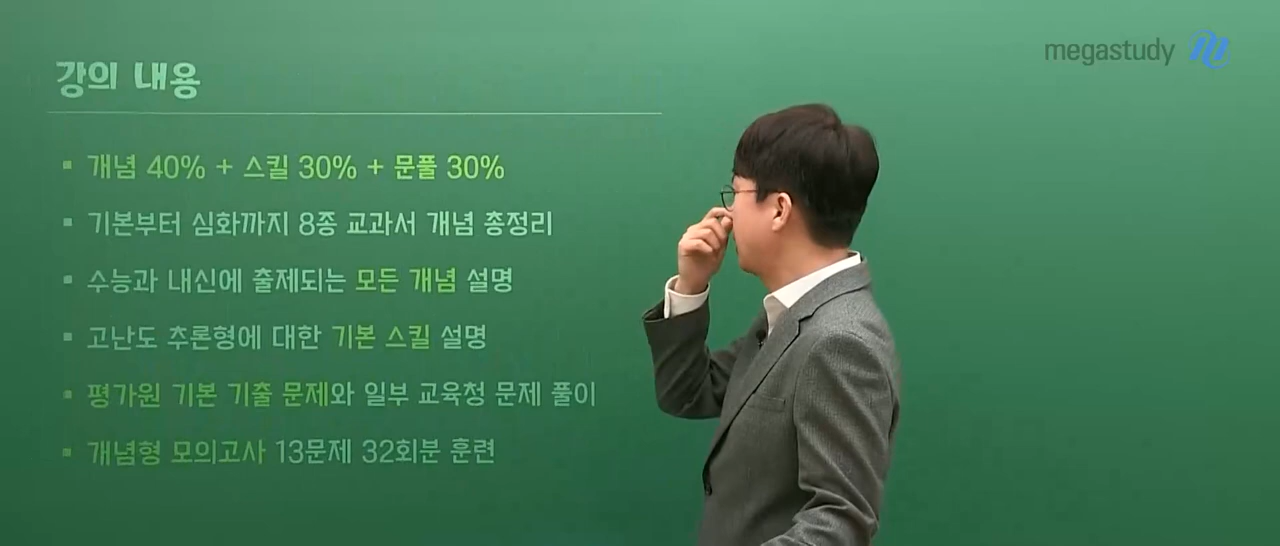 megastudy
강의 내용
개념 40% + 스킬 30% + 문풀 30%
기본부터 심화까지 8종 교과서 개념 총정리
수능과 내신에 출제되는 모든 개념 설명
고난도 추론형에 대한 기본 스킬 설명
평가원 기본 기출 문제와 일부 교육청 문제 풀이
개념형 모의고사 13문제 32회분 훈련